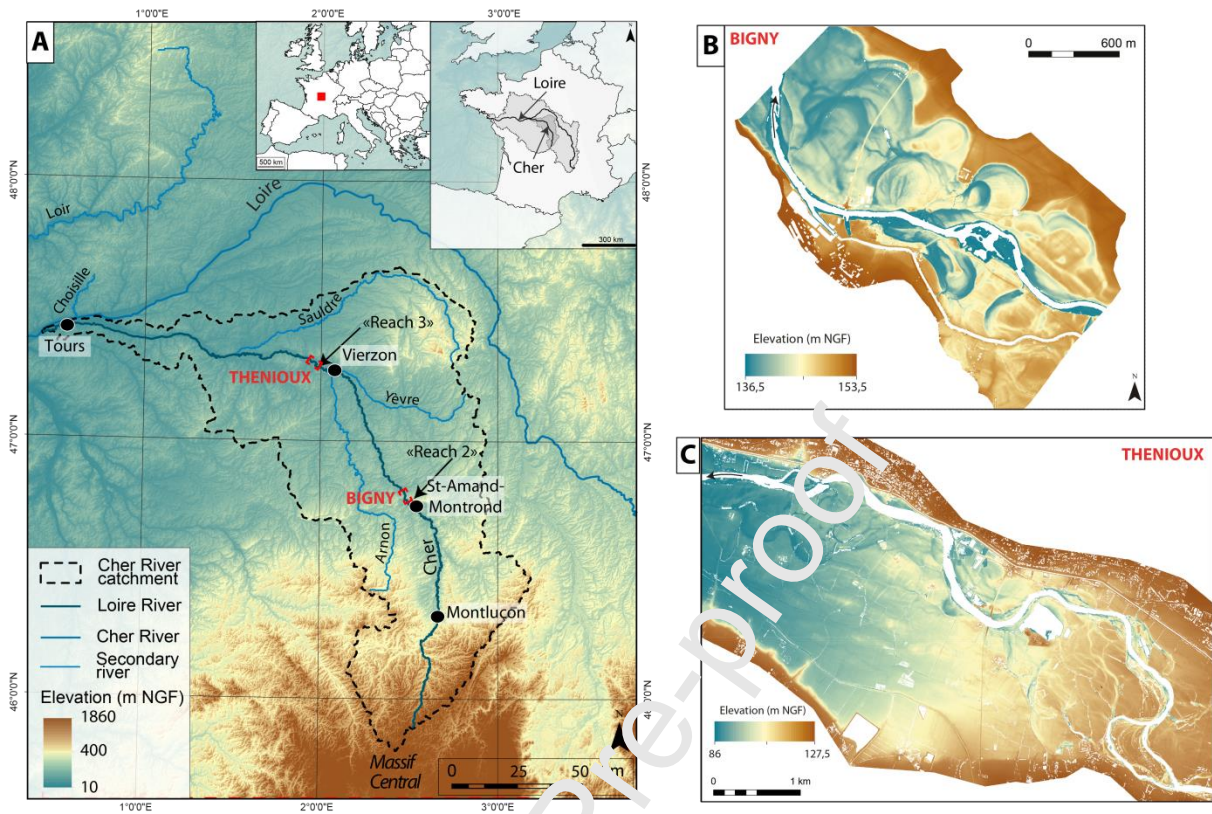 A
1°0'0"E
2°0'0"E
3°0'0"E
48°0'0"N
47°0'0"N
46°0'0"N
500 km
N
Loire
Cher
300 km
48°0'0"N
47°0'0"N
46°0'0"N
Loir
Loire
Choisille
Sauldre
«Reach 3»
Tours
Vierzon
THENIOUX
Yèvre
«Reach 2»
St-Amand-
Montrond
BIGNY
Arnon
Cher
Montluçon
Cher River
catchment
Loire River
Cher River
Secondary
river
Elevation (m NGF)
1860
400
10
Massif
Central
N
0 25 50
1°0'0"E
2°0'0"E
3°0'0"E
B
BIGNY
0 600 m
Elevation (m NGF)
136,5 153,5
N
C
THENIOUX
Elevation (m NGF)
86 127,5
0 1 km
N
Pre-proof